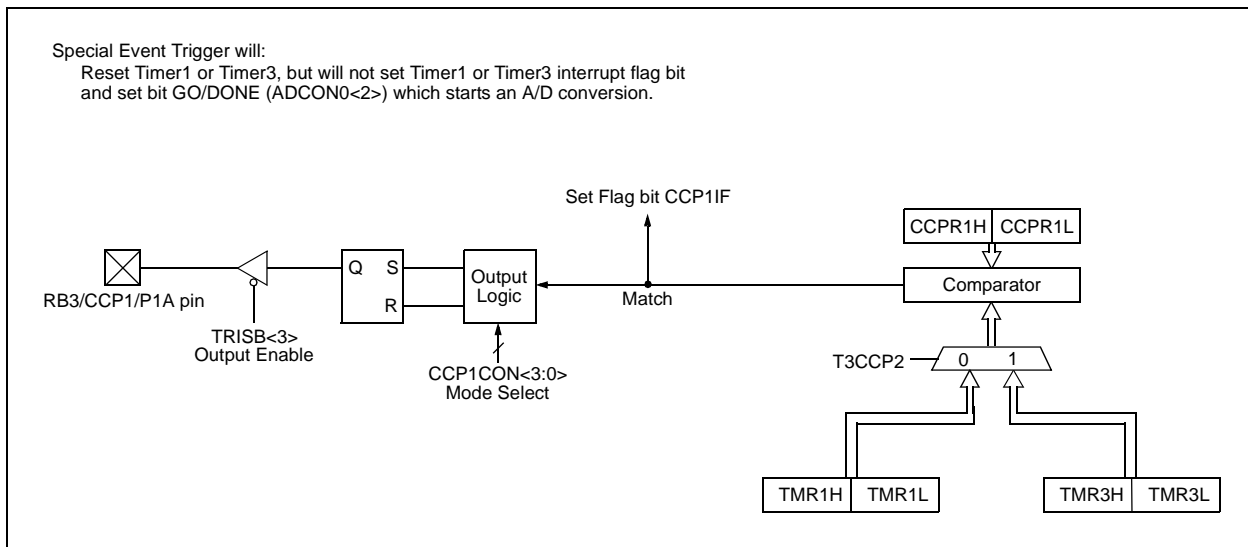 Special Event Trigger will:
Reset Timer1 or Timer3, but will not set Timer1 or Timer3 interrupt flag bit
and set bit GO/DONE (ADCON0<2>) which starts an A/D conversion.
Set Flag bit CCP1IF
CCPR1H CCPR1L
Q S
R
Output
Logic
Match
Comparator
RB3/CCP1/P1A pin
TRISB<3>
Output Enable
CCP1CON<3:0>
Mode Select
T3CCP2
0 1
TMR1H TMR1L
TMR3H TMR3L